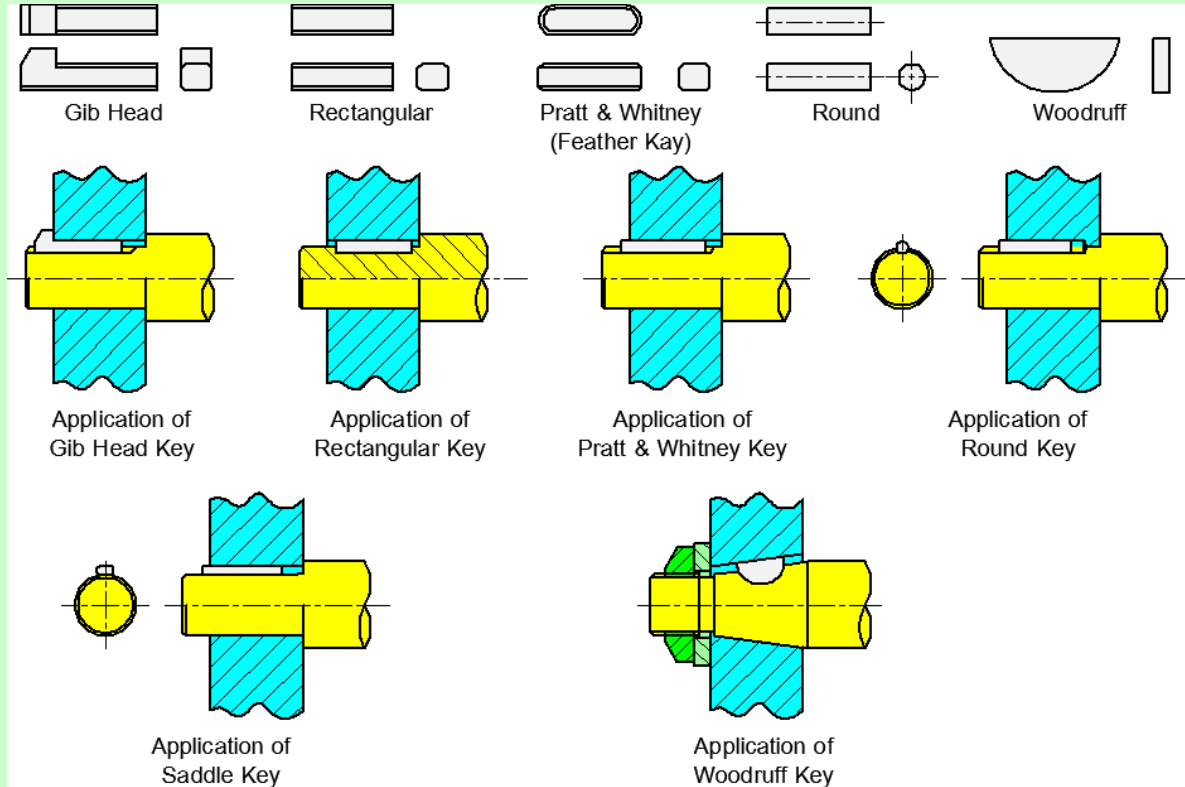 Gib Head
Rectangular
Pratt & Whitney
(Feather Kay)
Round
Woodruff
Application of
Gib Head Key
Application of
Rectangular Key
Application of
Pratt & Whitney Key
Application of
Round Key
Application of
Saddle Key
Application of
Woodruff Key